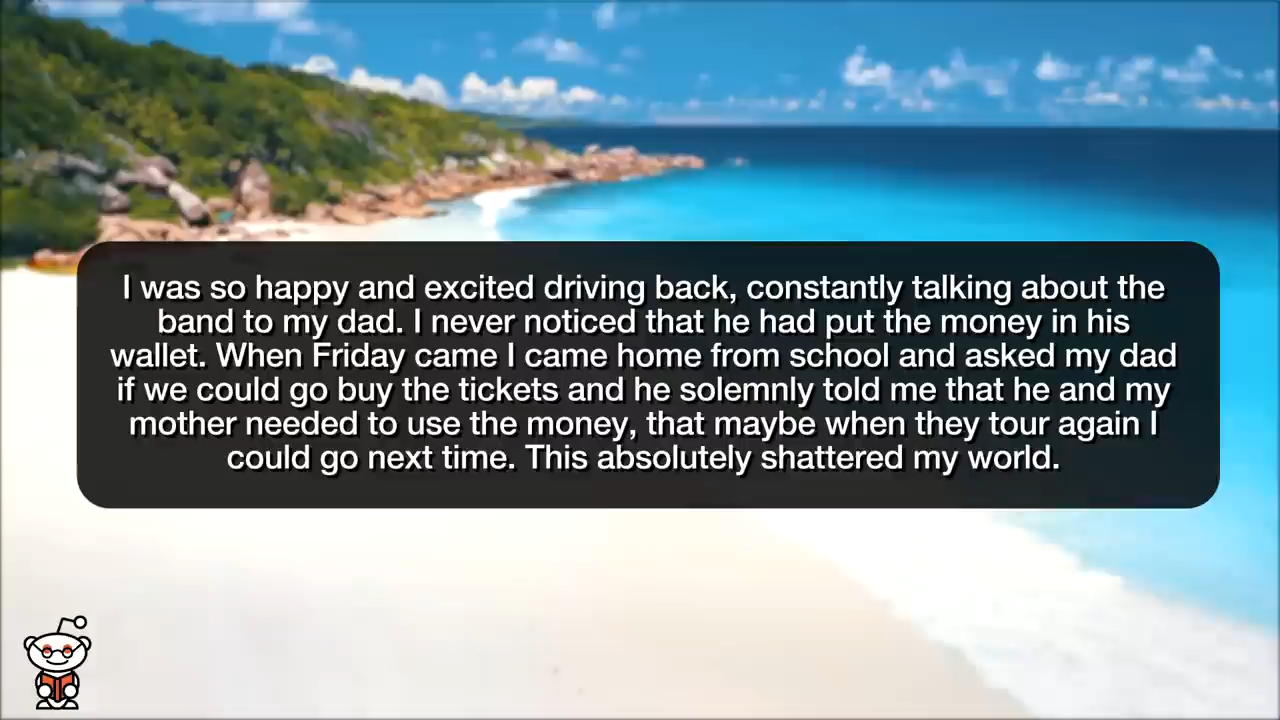 I was so happy and excited driving back, constantly talking about the
band to my dad. I never noticed that he had put the money in his
wallet. When Friday came I came home from school and asked my dad
if we could go buy the tickets and he solemnly told me that he and my
mother needed to use the money, that maybe when they tour again I
could go next time. This absolutely shattered my world.